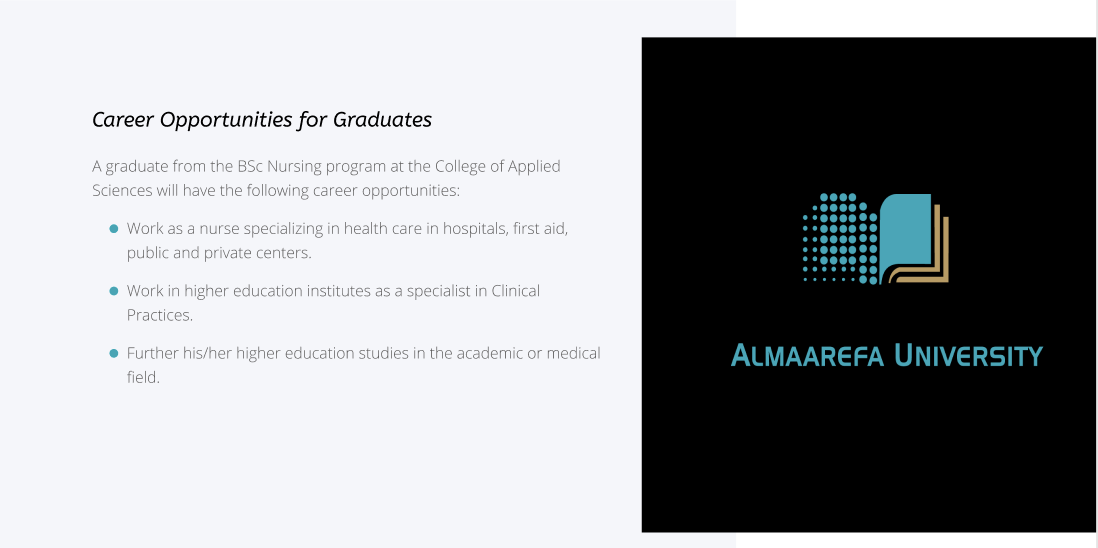 Career Opportunities for Graduates
A graduate from the BSc Nursing program at the College of Applied
Sciences will have the following career opportunities:
Work as a nurse specializing in health care in hospitals, first aid,
public and private centers.
Work in higher education institutes as a specialist in Clinical
Practices.
Further his/her higher education studies in the academic or medical
field.
ALMAAREFA UNIVERSITY